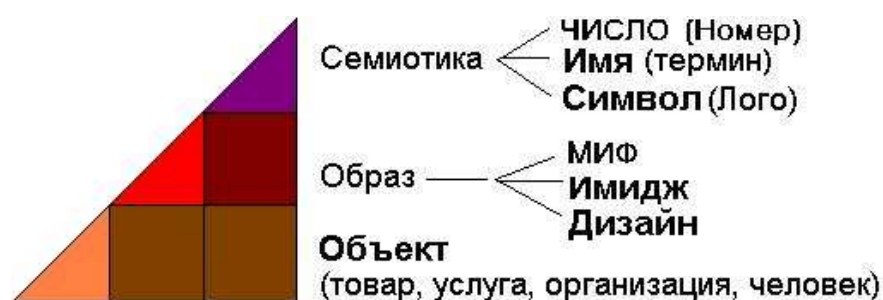 ЧИСЛО (Номер)
Семиотика
Имя (термин)
Символ (Лого)
МИФ
Образ
Имидж
Дизайн
Объект
(товар, услуга, организация, человек)